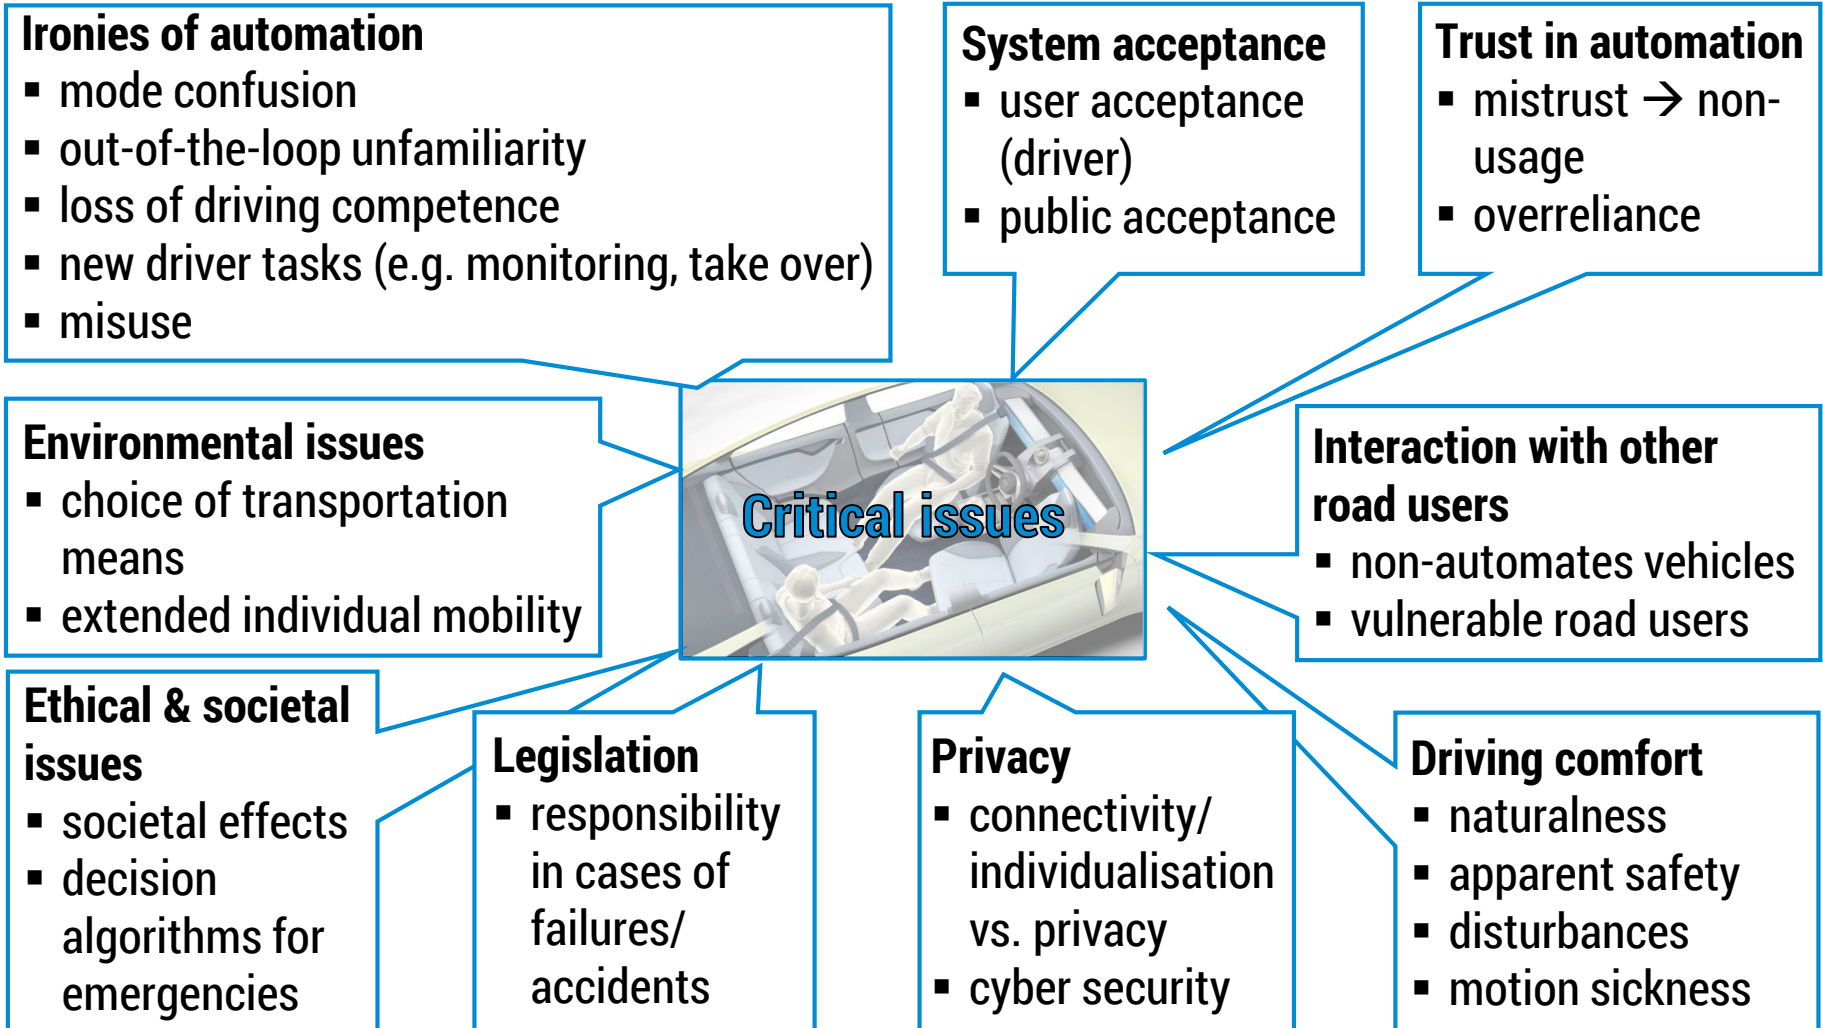 Ironies of automation
▪ mode confusion
▪ out-of-the-loop unfamiliarity
▪ loss of driving competence
▪ new driver tasks (e.g. monitoring, take over)
▪ misuse
System acceptance
▪ user acceptance
(driver)
▪ public acceptance
Trust in automation
▪ mistrust → non-
usage
▪ overreliance
Environmental issues
▪ choice of transportation
means
▪ extended individual mobility
Critical issues
Interaction with other
road users
▪ non-automates vehicles
▪ vulnerable road users
Ethical & societal
issues
▪ societal effects
▪ decision
algorithms for
emergencies
Legislation
▪ responsibility
in cases of
failures/
accidents
Privacy
▪ connectivity/
individualisation
vs. privacy
▪ cyber security
Driving comfort
▪ naturalness
▪ apparent safety
▪ disturbances
▪ motion sickness